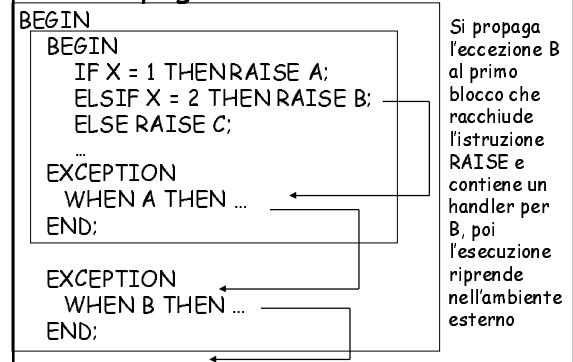 BEGIN
BEGIN
IF X = 1 THEN RAISE A;
ELSIF X = 2 THEN RAISE B;
ELSE RAISE C;
...
EXCEPTION
WHEN A THEN ...
END;
EXCEPTION
WHEN B THEN ...
END;
Si propaga
l'eccezione B
al primo
blocco che
racchiude
l'istruzione
RAISE e
contiene un
handler per
B, poi
l'esecuzione
riprende
nell'ambiente
esterno